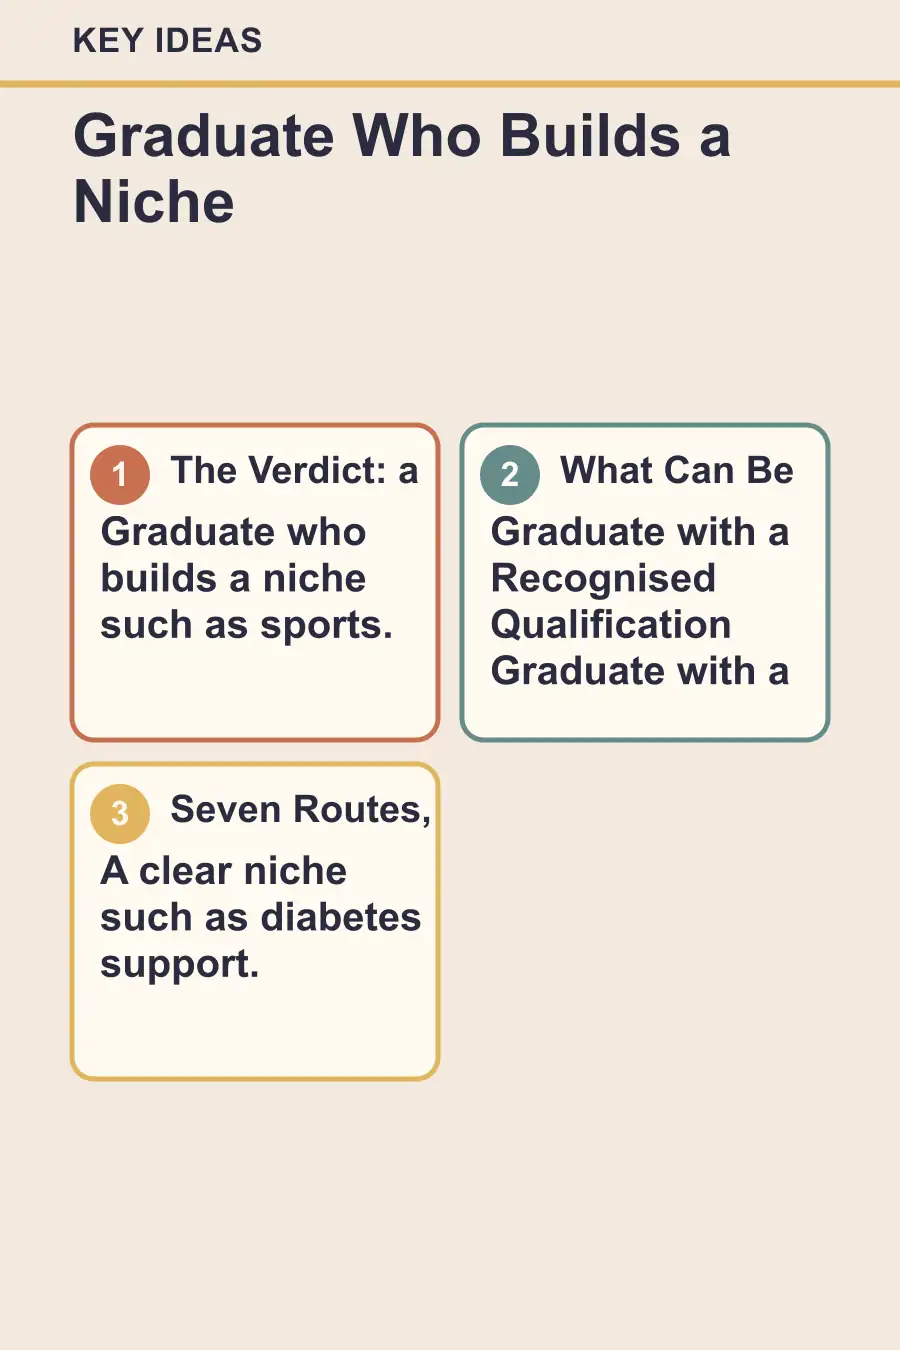 KEY IDEAS
Graduate Who Builds a
Niche
1 The Verdict: a
Graduate who
builds a niche
such as sports.
2 What Can Be
Graduate with a
Recognised
Qualification
Graduate with a
3 Seven Routes,
A clear niche
such as diabetes
support.